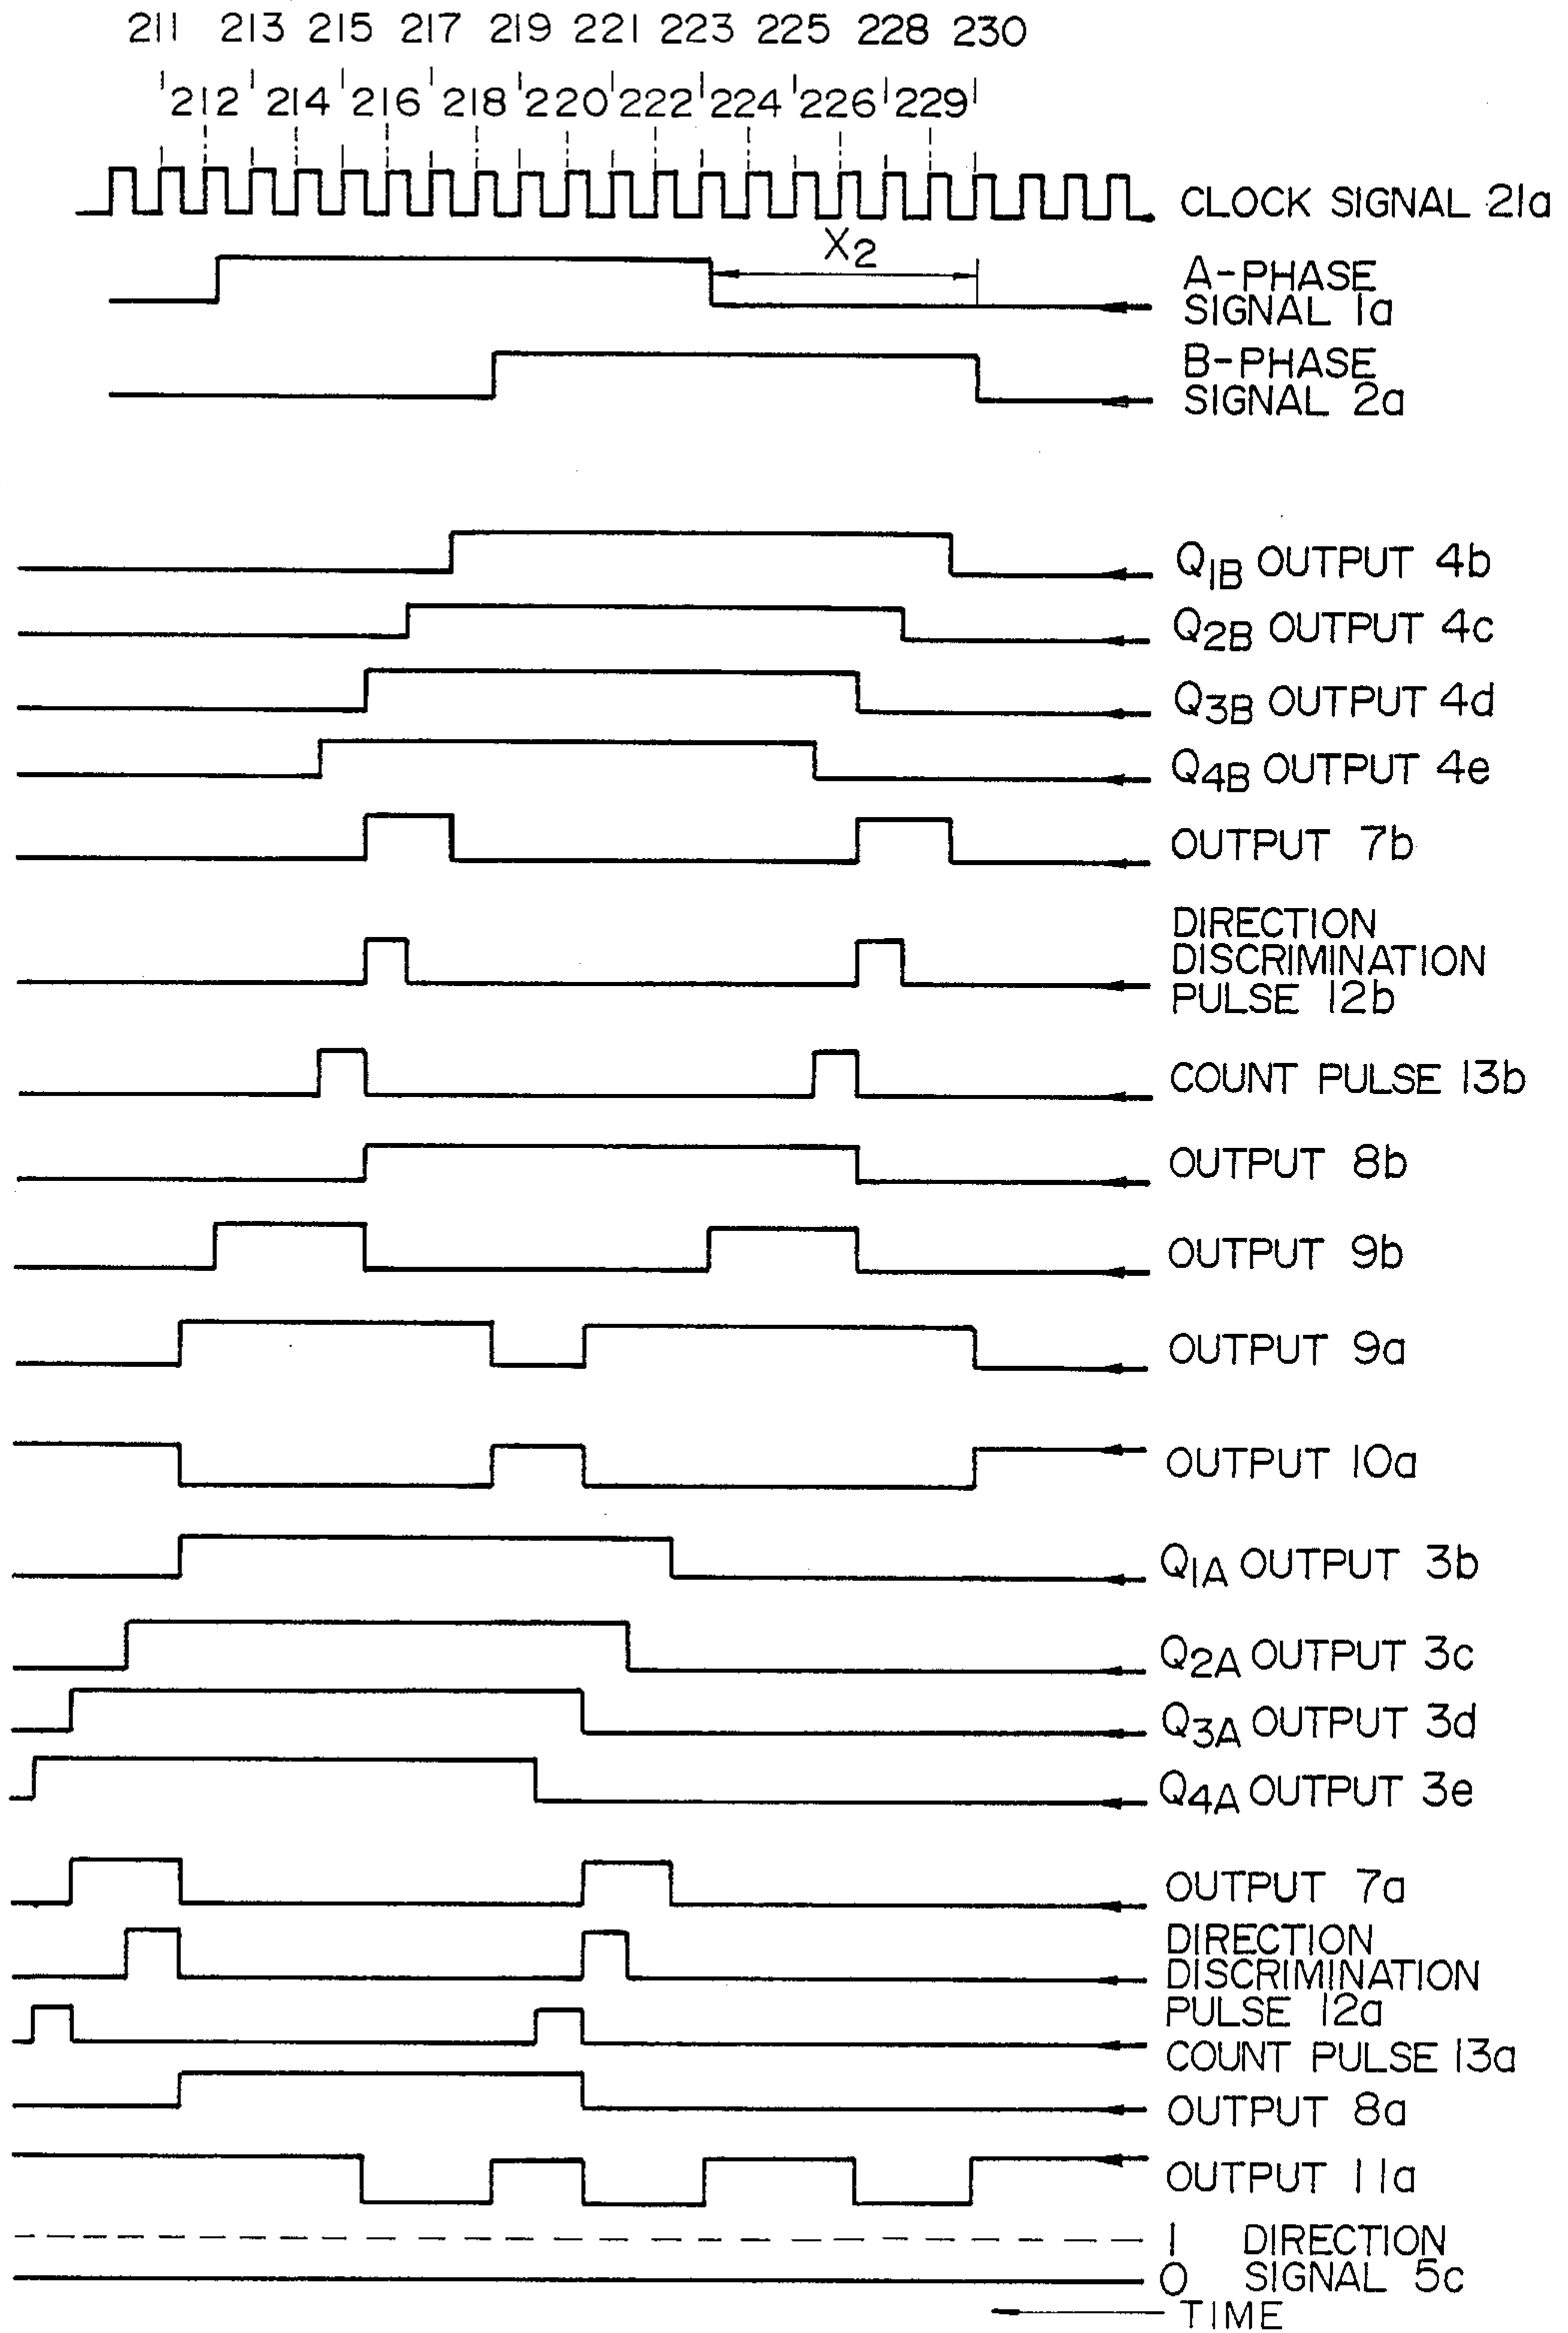 211 213 215 217 219 221 223 225 228 230
212 214 216 218 220 222 224 226 229
CLOCK SIGNAL 21a
X2
A-PHASE
SIGNAL 1a
B-PHASE
SIGNAL 2a
Q1B OUTPUT 4b
Q2B OUTPUT 4c
Q3B OUTPUT 4d
Q4B OUTPUT 4e
OUTPUT 7b
DIRECTION
DISCRIMINATION
PULSE 12b
COUNT PULSE 13b
OUTPUT 8b
OUTPUT 9b
OUTPUT 9a
OUTPUT 10a
Q1A OUTPUT 3b
Q2A OUTPUT 3c
Q3A OUTPUT 3d
Q4A OUTPUT 3e
OUTPUT 7a
DIRECTION
DISCRIMINATION
PULSE 12a
COUNT PULSE 13a
OUTPUT 8a
OUTPUT 11a
1 DIRECTION
0 SIGNAL 5c
TIME